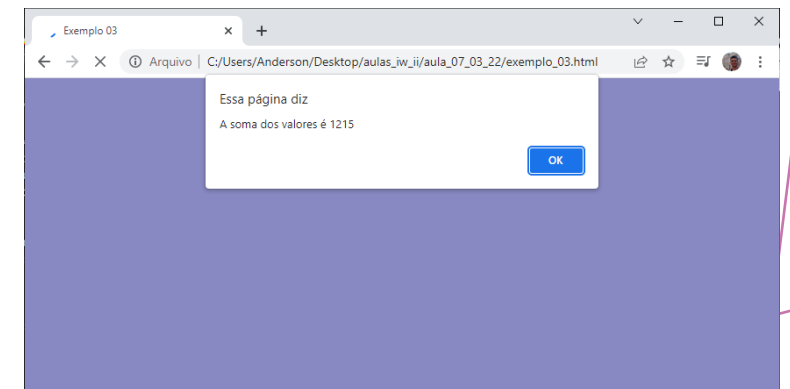 Exemplo 03
Arquivo | C:/Users/Anderson/Desktop/aulas_iw_ii/aula_07_03_22/exemplo_03.html
Essa página diz
A soma dos valores é 1215
OK